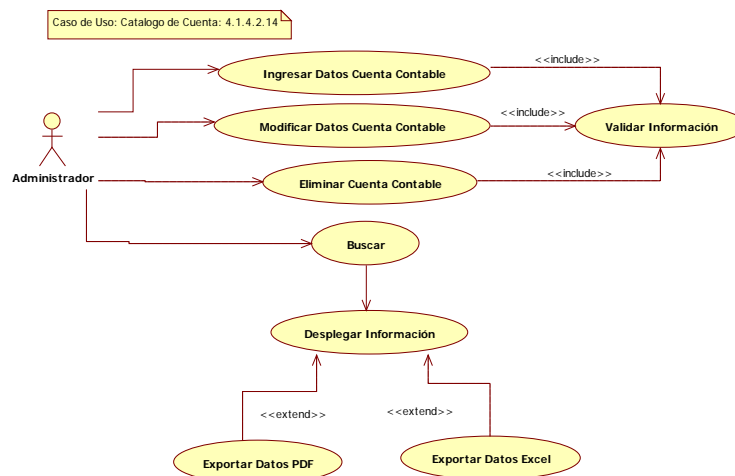 Caso de Uso: Catalogo de Cuenta: 4.1.4.2.14
Ingresar Datos Cuenta Contable
<<include>>
Modificar Datos Cuenta Contable
<<include>>
Validar Información
Administrador
Eliminar Cuenta Contable
<<include>>
Buscar
Desplegar Información
<<extend>>
<<extend>>
Exportar Datos PDF
Exportar Datos Excel